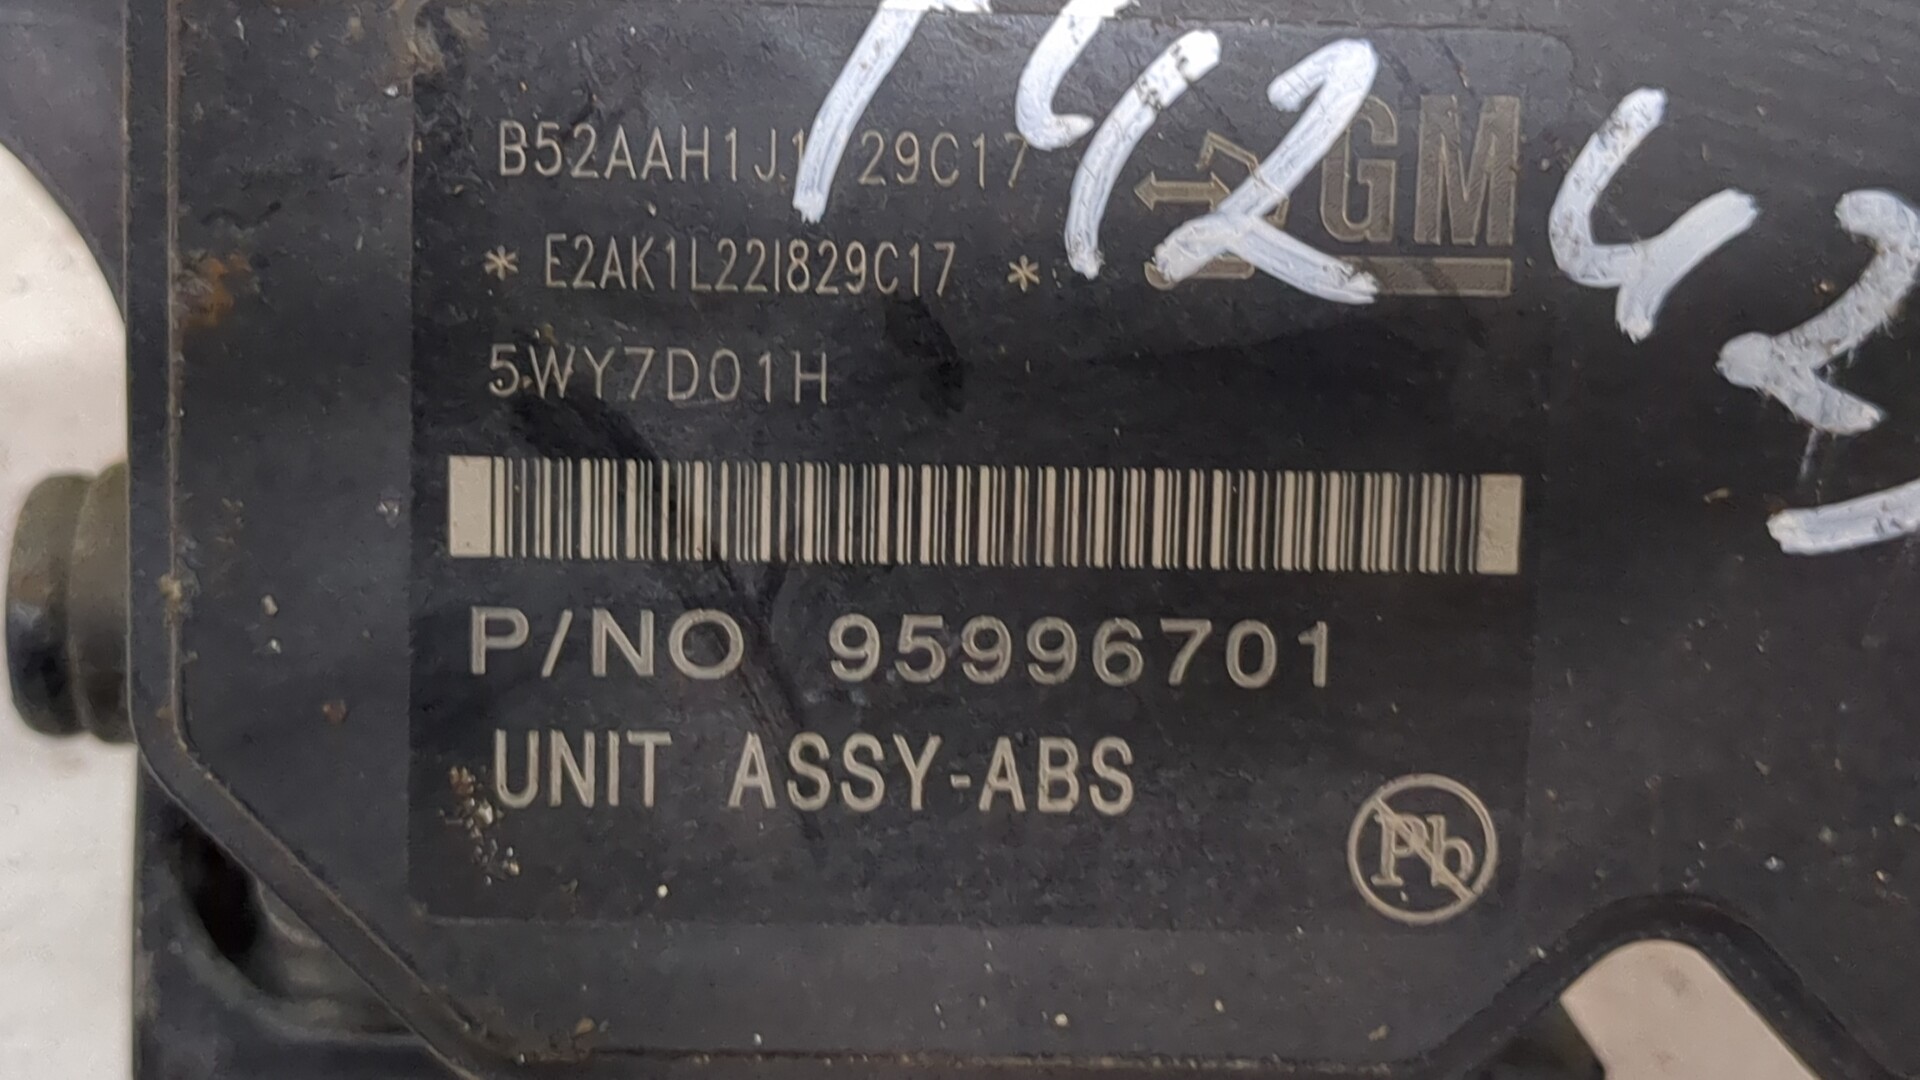 B52AAH1J1 29C17
GM
* E2AK1L22I829C17 *
5WY7D01H
P/NO 95996701
UNIT ASSY-ABS
Pb